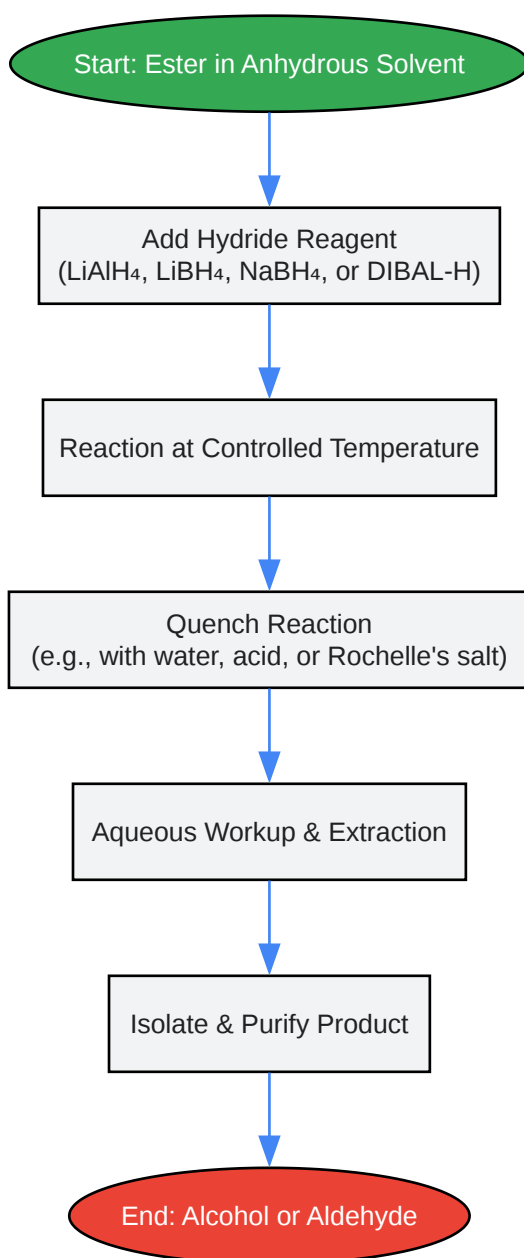 Start: Ester in Anhydrous Solvent
Add Hydride Reagent
(LiAlH₄, LiBH₄, NaBH₄, or DIBAL-H)
Reaction at Controlled Temperature
Quench Reaction
(e.g., with water, acid, or Rochelle's salt)
Aqueous Workup & Extraction
Isolate & Purify Product
End: Alcohol or Aldehyde